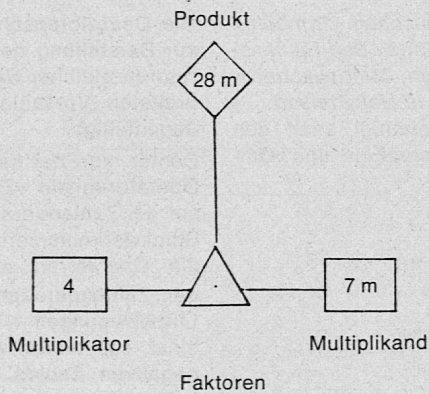 Produkt
28 m
4
·
7 m
Multiplikator
Multiplikand
Faktoren